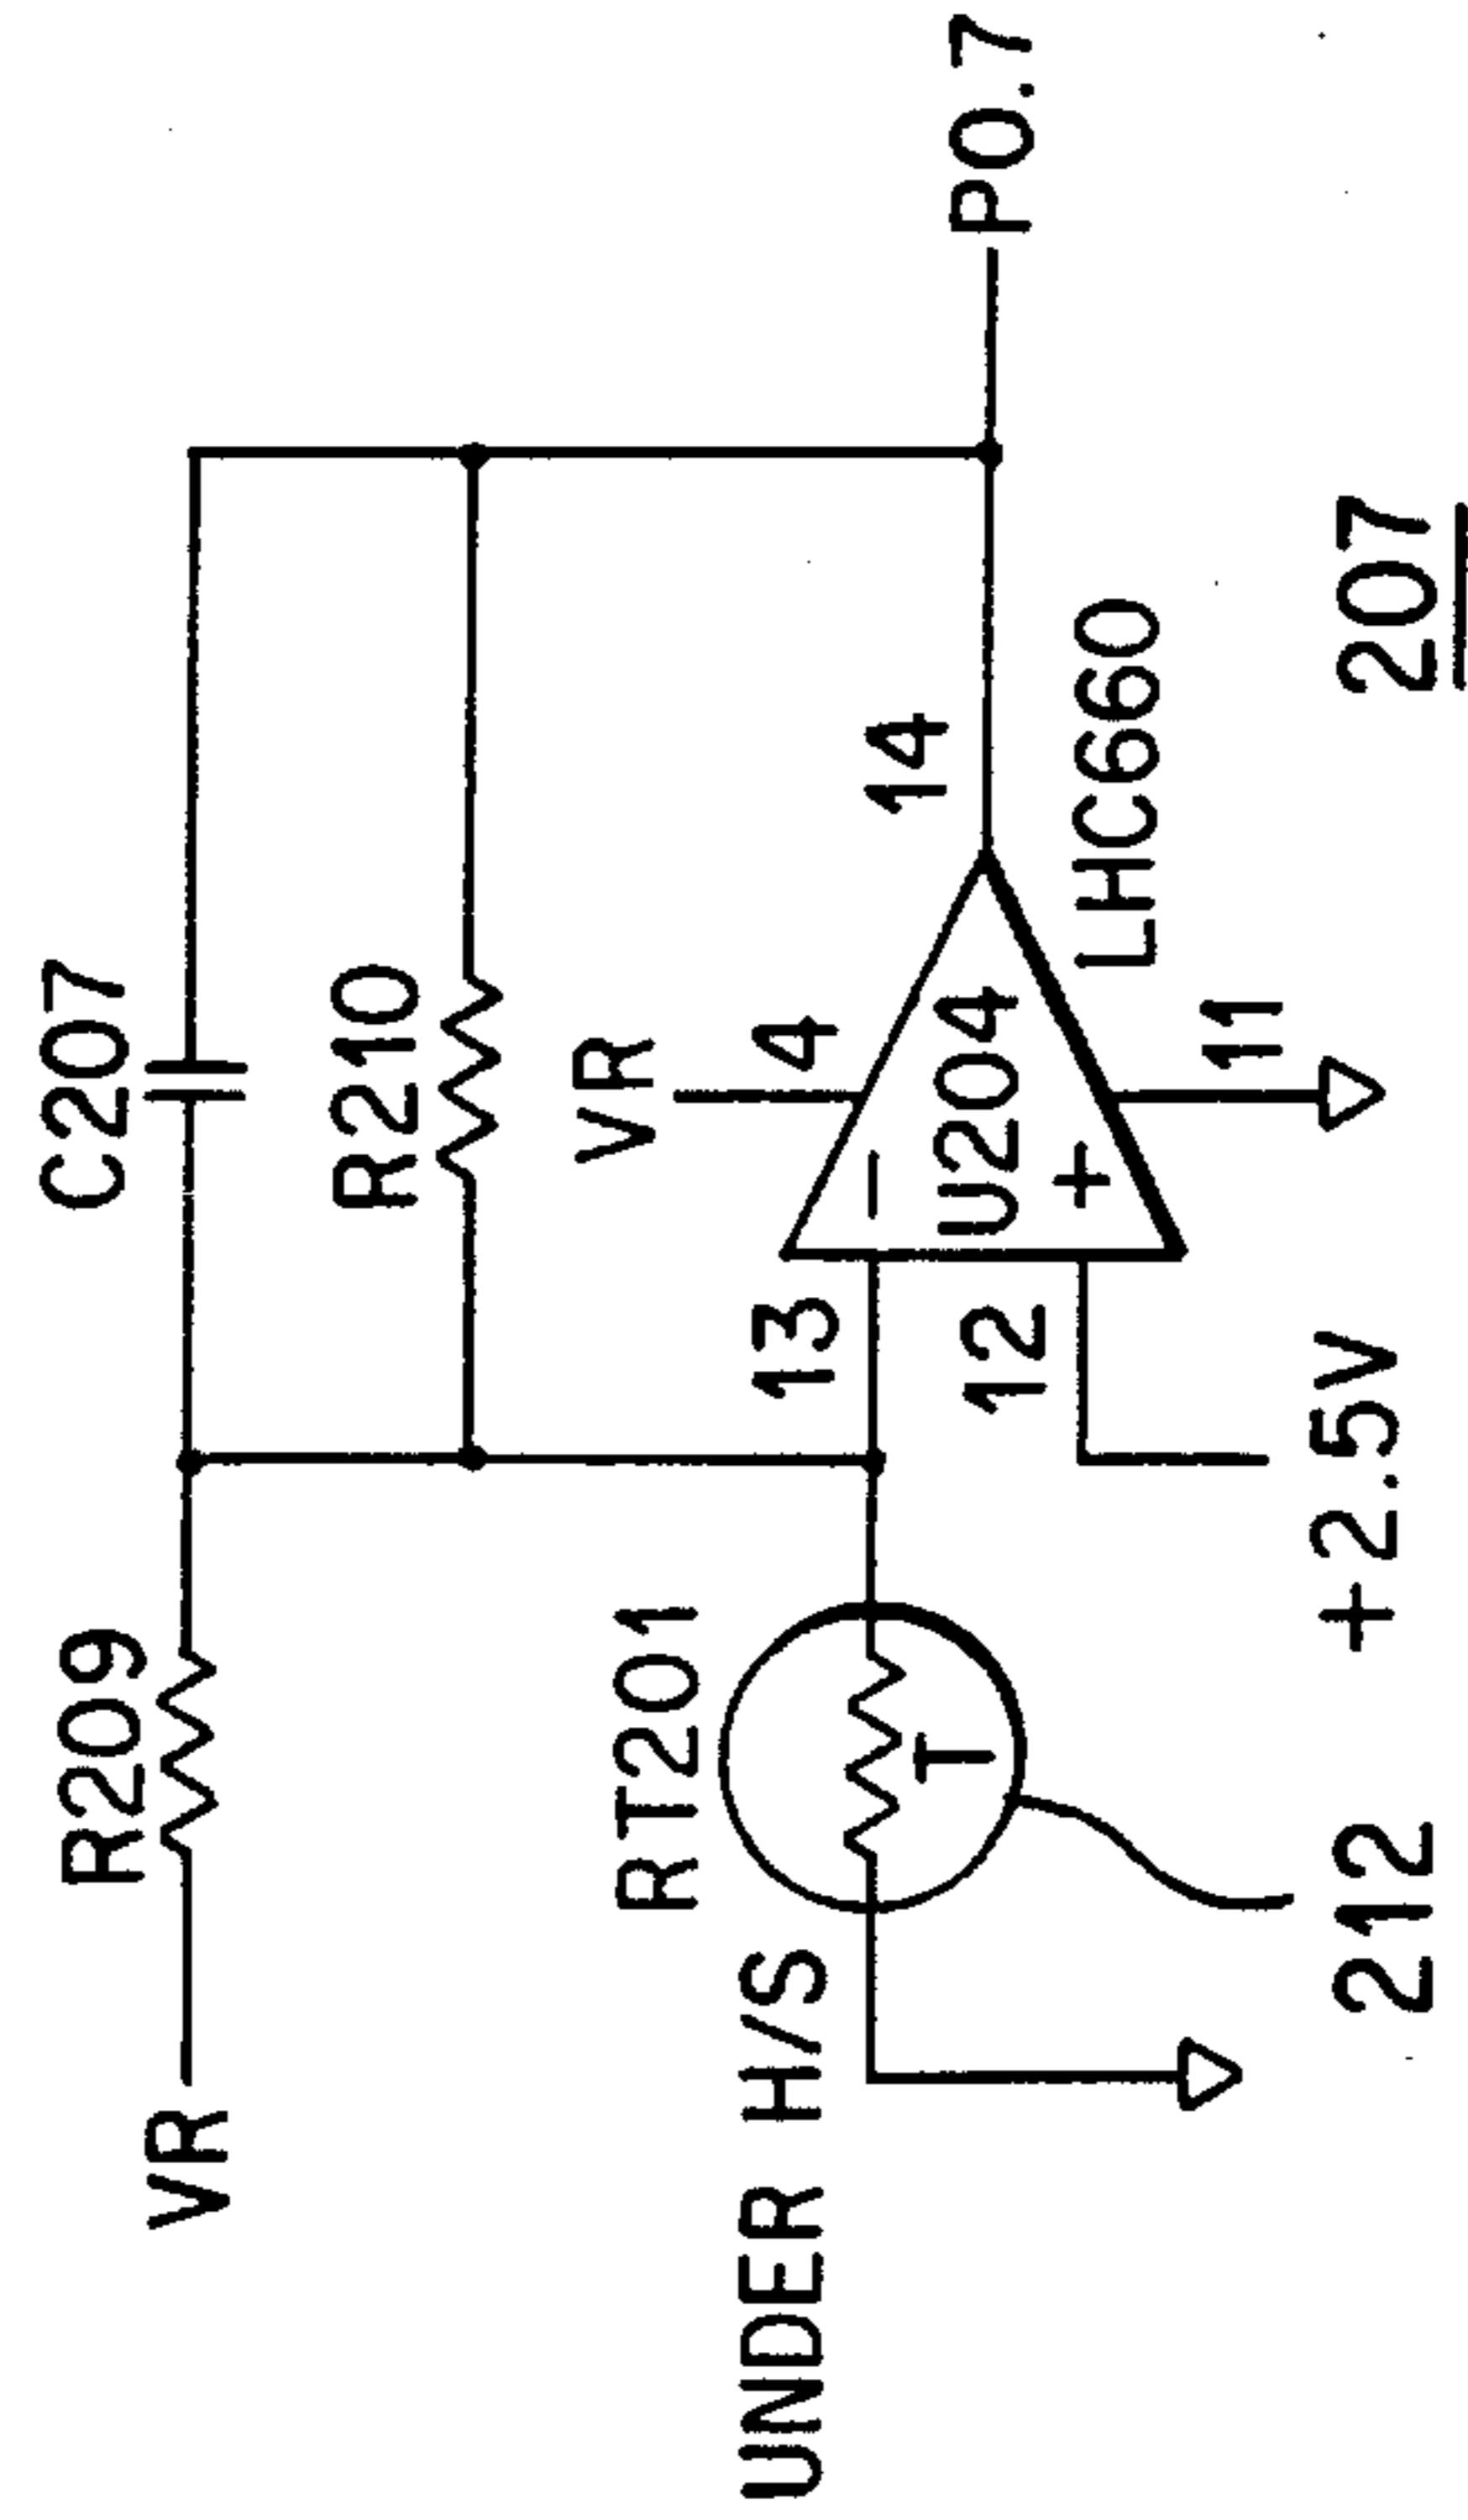 C207
R209
VR
R210
VR
4
RT201
UNDER H/S
13
14
P0.7
U204
12
LHC660
11
+2.5V
212
207